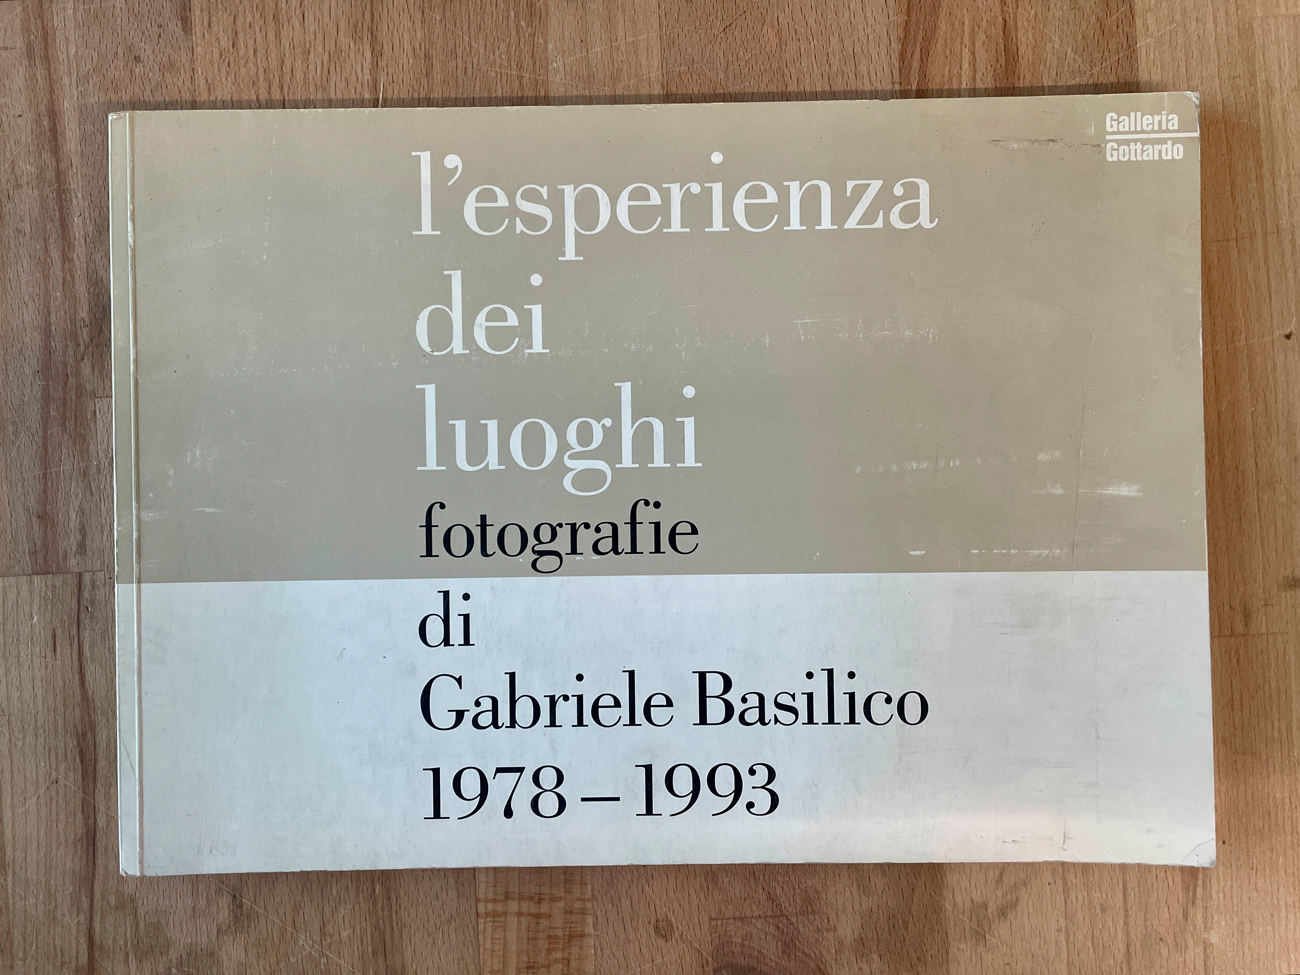 Galleria
Gottardo
l'esperienza
dei
luoghi
fotografie
di
Gabriele Basilico
1978 – 1993